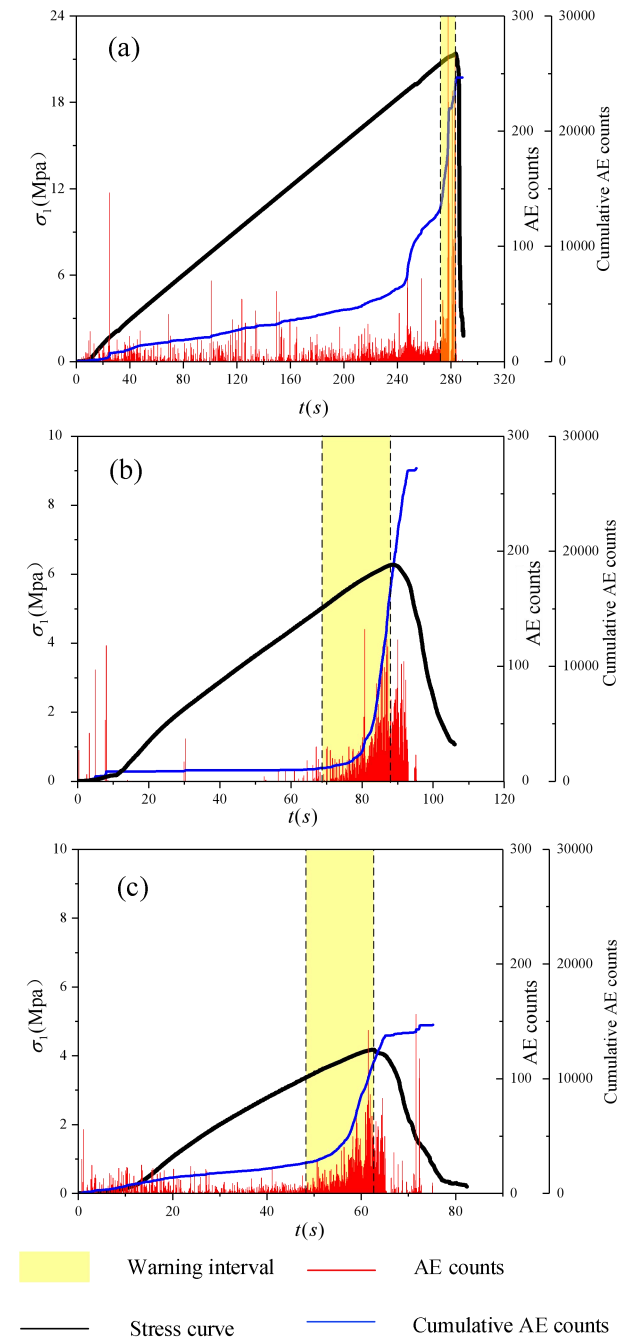 (a)
σ1(Mpa)
24
18
12
6
0
0 40 80 120 160 200 240 280 320
t(s)
300
200
100
0
AE counts
30000
20000
10000
0
Cumulative AE counts
(b)
σ1(Mpa)
10
8
6
4
2
0
0 20 40 60 80 100 120
t(s)
300
200
100
0
AE counts
30000
20000
10000
0
Cumulative AE counts
(c)
σ1(Mpa)
10
8
6
4
2
0
0 20 40 60 80
t(s)
300
200
100
0
AE counts
30000
20000
10000
0
Cumulative AE counts
Warning interval AE counts
Stress curve Cumulative AE counts